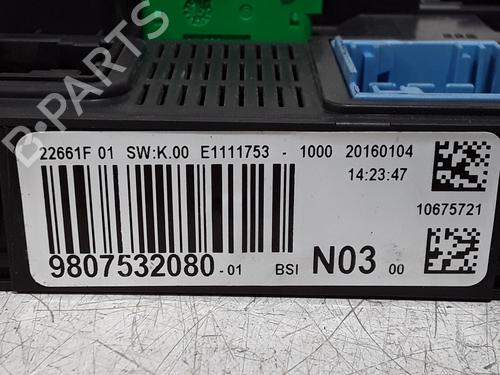 B-PARTS
22661F 01 SW:K.00 E1111753 - 1000 20160104
14:23:47
10675721
9807532080-01 BSI N03 00